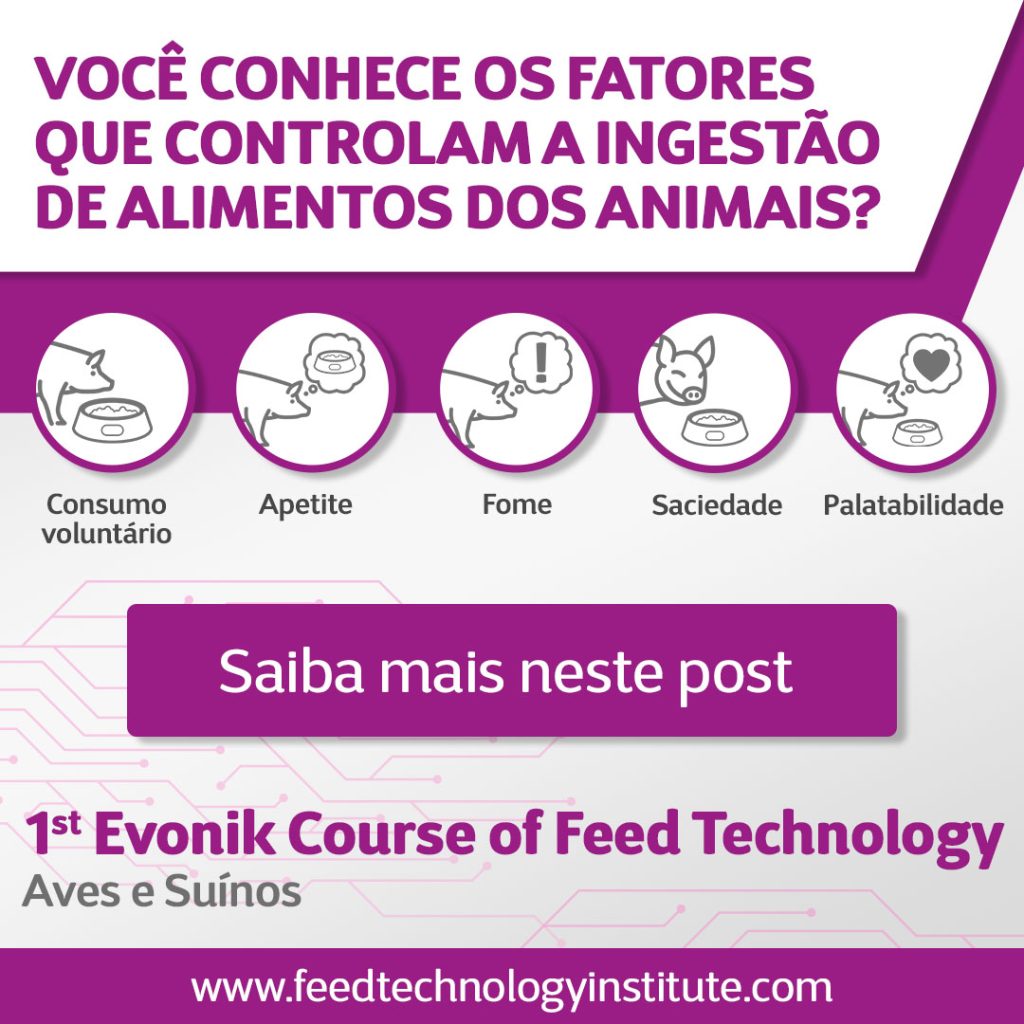 VOCÊ CONHECE OS FATORES
QUE CONTROLAM A INGESTÃO
DE ALIMENTOS DOS ANIMAIS?
Consumo
voluntário
Apetite
Fome
Saciedade
Palatabilidade
Saiba mais neste post
1st Evonik Course of Feed Technology
Aves e Suínos
www.feedtechnologyinstitute.com